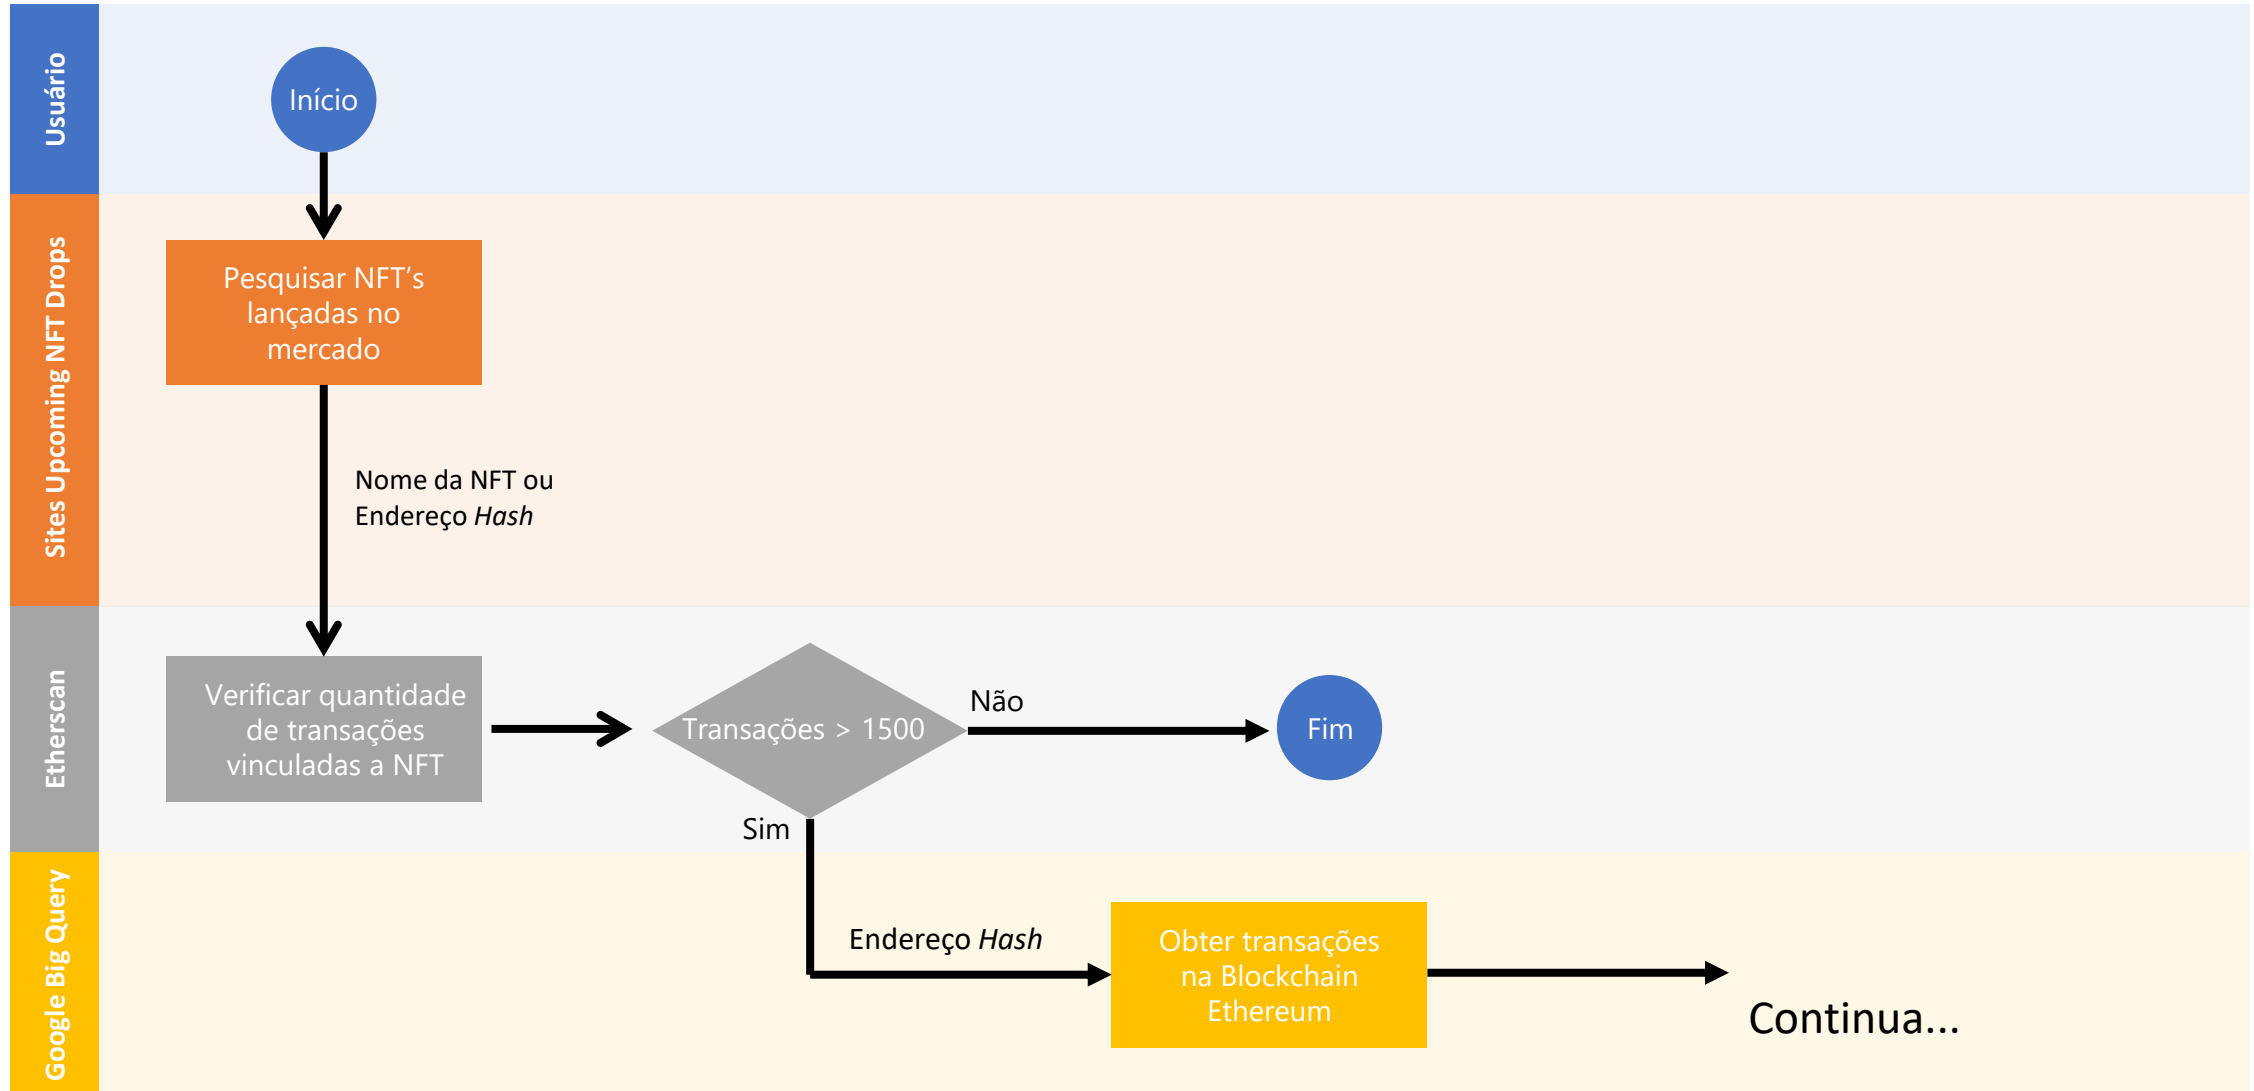 Usuário
Início
Sites Upcoming NFT Drops
Pesquisar NFT’s
lançadas no
mercado
Nome da NFT ou
Endereço Hash
Etherscan
Verificar quantidade
de transações
vinculadas a NFT
Transações > 1500
Não
Fim
Sim
Google Big Query
Endereço Hash
Obter transações
na Blockchain
Ethereum
Continua...